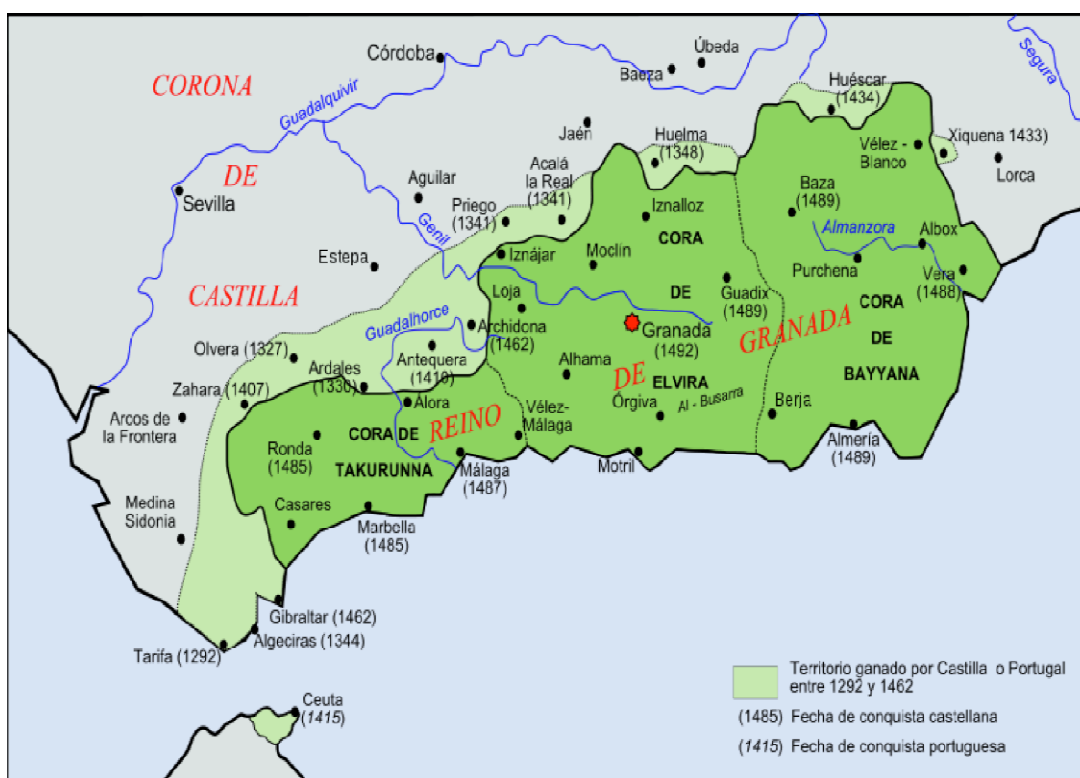 CORONA
DE
CASTILLA
REINO
DE
GRANADA
Córdoba
Úbeda
Baeza
Segura
Guadalquivir
Huéscar
(1434)
Jaén
Huelma
(1348)
Xiquena 1433)
Vélez -
Blanco
Lorca
Acalá
la Real
(1341)
Aguilar
Sevilla
Priego
(1341)
Baza
(1489)
Iznalloz
Genil
CORA
DE
ELVIRA
Almanzora
Albox
Iznájar
Moclín
Estepa
Purchena
Vera
(1488)
Loja
Guadix
(1489)
CORA
DE
BAYYANA
Guadalhorce
Archidona
(1462)
Granada
(1492)
Olvera (1327)
Ardales
(1330)
Antequera
(1410)
Alhama
Zahara (1407)
Álora
Órgiva
Al - Busarra
Berja
Arcos de
la Frontera
Ronda
(1485)
CORA DE
TAKURUNNA
Vélez-
Málaga
Málaga
(1487)
Motril
Almería
(1489)
Medina
Sidonia
Casares
Marbella
(1485)
Gibraltar (1462)
Algeciras (1344)
Tarifa (1292)
Ceuta
(1415)
Territorio ganado por Castilla o Portugal
entre 1292 y 1462
(1485) Fecha de conquista castellana
(1415) Fecha de conquista portuguesa